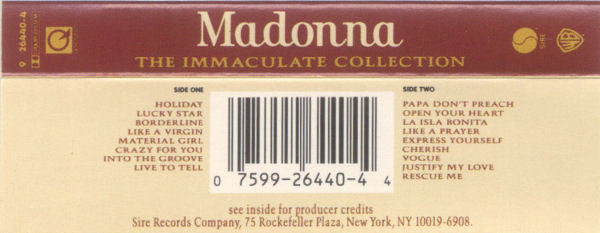 9 26440-4
Madonna
THE IMMACULATE COLLECTION
SIRE
SIDE ONE
HOLIDAY
LUCKY STAR
BORDERLINE
LIKE A VIRGIN
MATERIAL GIRL
CRAZY FOR YOU
INTO THE GROOVE
LIVE TO TELL
0 7599-26440-4 4
SIDE TWO
PAPA DON'T PREACH
OPEN YOUR HEART
LA ISLA BONITA
LIKE A PRAYER
EXPRESS YOURSELF
CHERISH
VOGUE
JUSTIFY MY LOVE
RESCUE ME
see inside for producer credits
Sire Records Company, 75 Rockefeller Plaza, New York, NY 10019-6908.